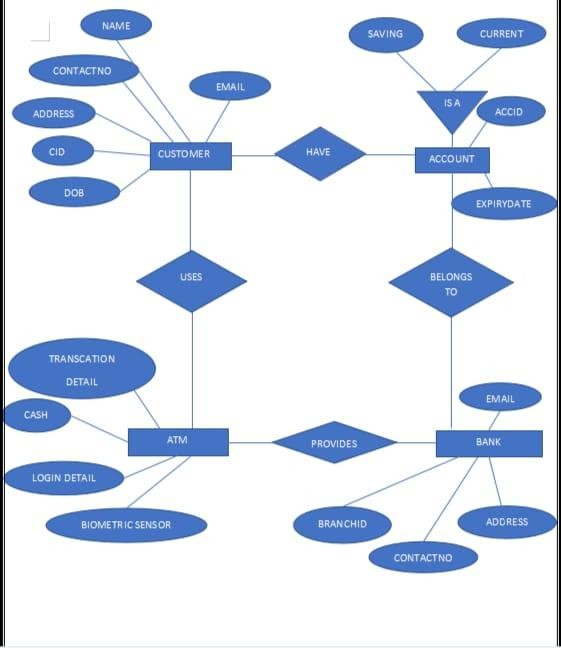 NAME
SAVING
CURRENT
CONTACTNO
EMAIL
IS A
ACCID
ADDRESS
CID
CUSTOMER
HAVE
ACCOUNT
DOB
EXPIRYDATE
USES
BELONGS
TO
TRANSCATION
DETAIL
EMAIL
CASH
ATM
PROVIDES
BANK
LOGIN DETAIL
BIOMETRIC SENSOR
BRANCHID
ADDRESS
CONTACTNO